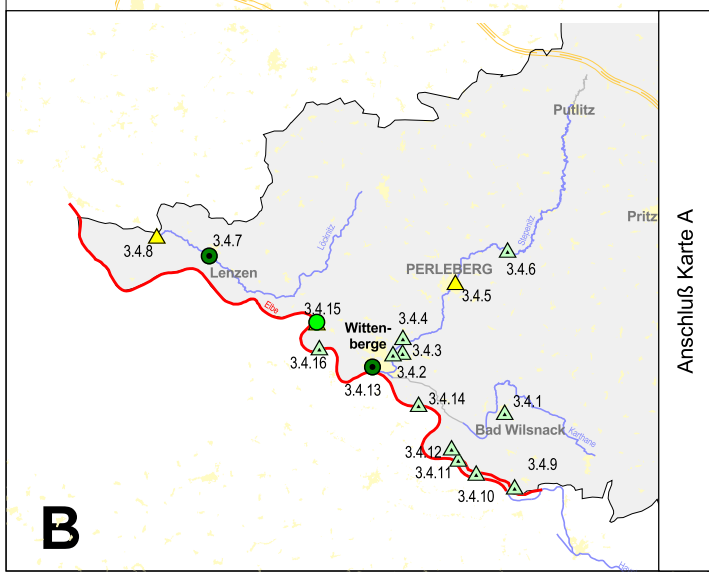 Putlitz
Pritz
Stepenitz
Löcknitz
3.4.7
3.4.8
Lenzen
3.4.6
PERLEBERG
3.4.5
Elbe
3.4.15
3.4.4
Witten-
berge
3.4.3
3.4.16
3.4.2
3.4.13
3.4.14
3.4.1
Bad Wilsnack
Karthane
3.4.12
3.4.11
3.4.9
3.4.10
B
Anschluß Karte A